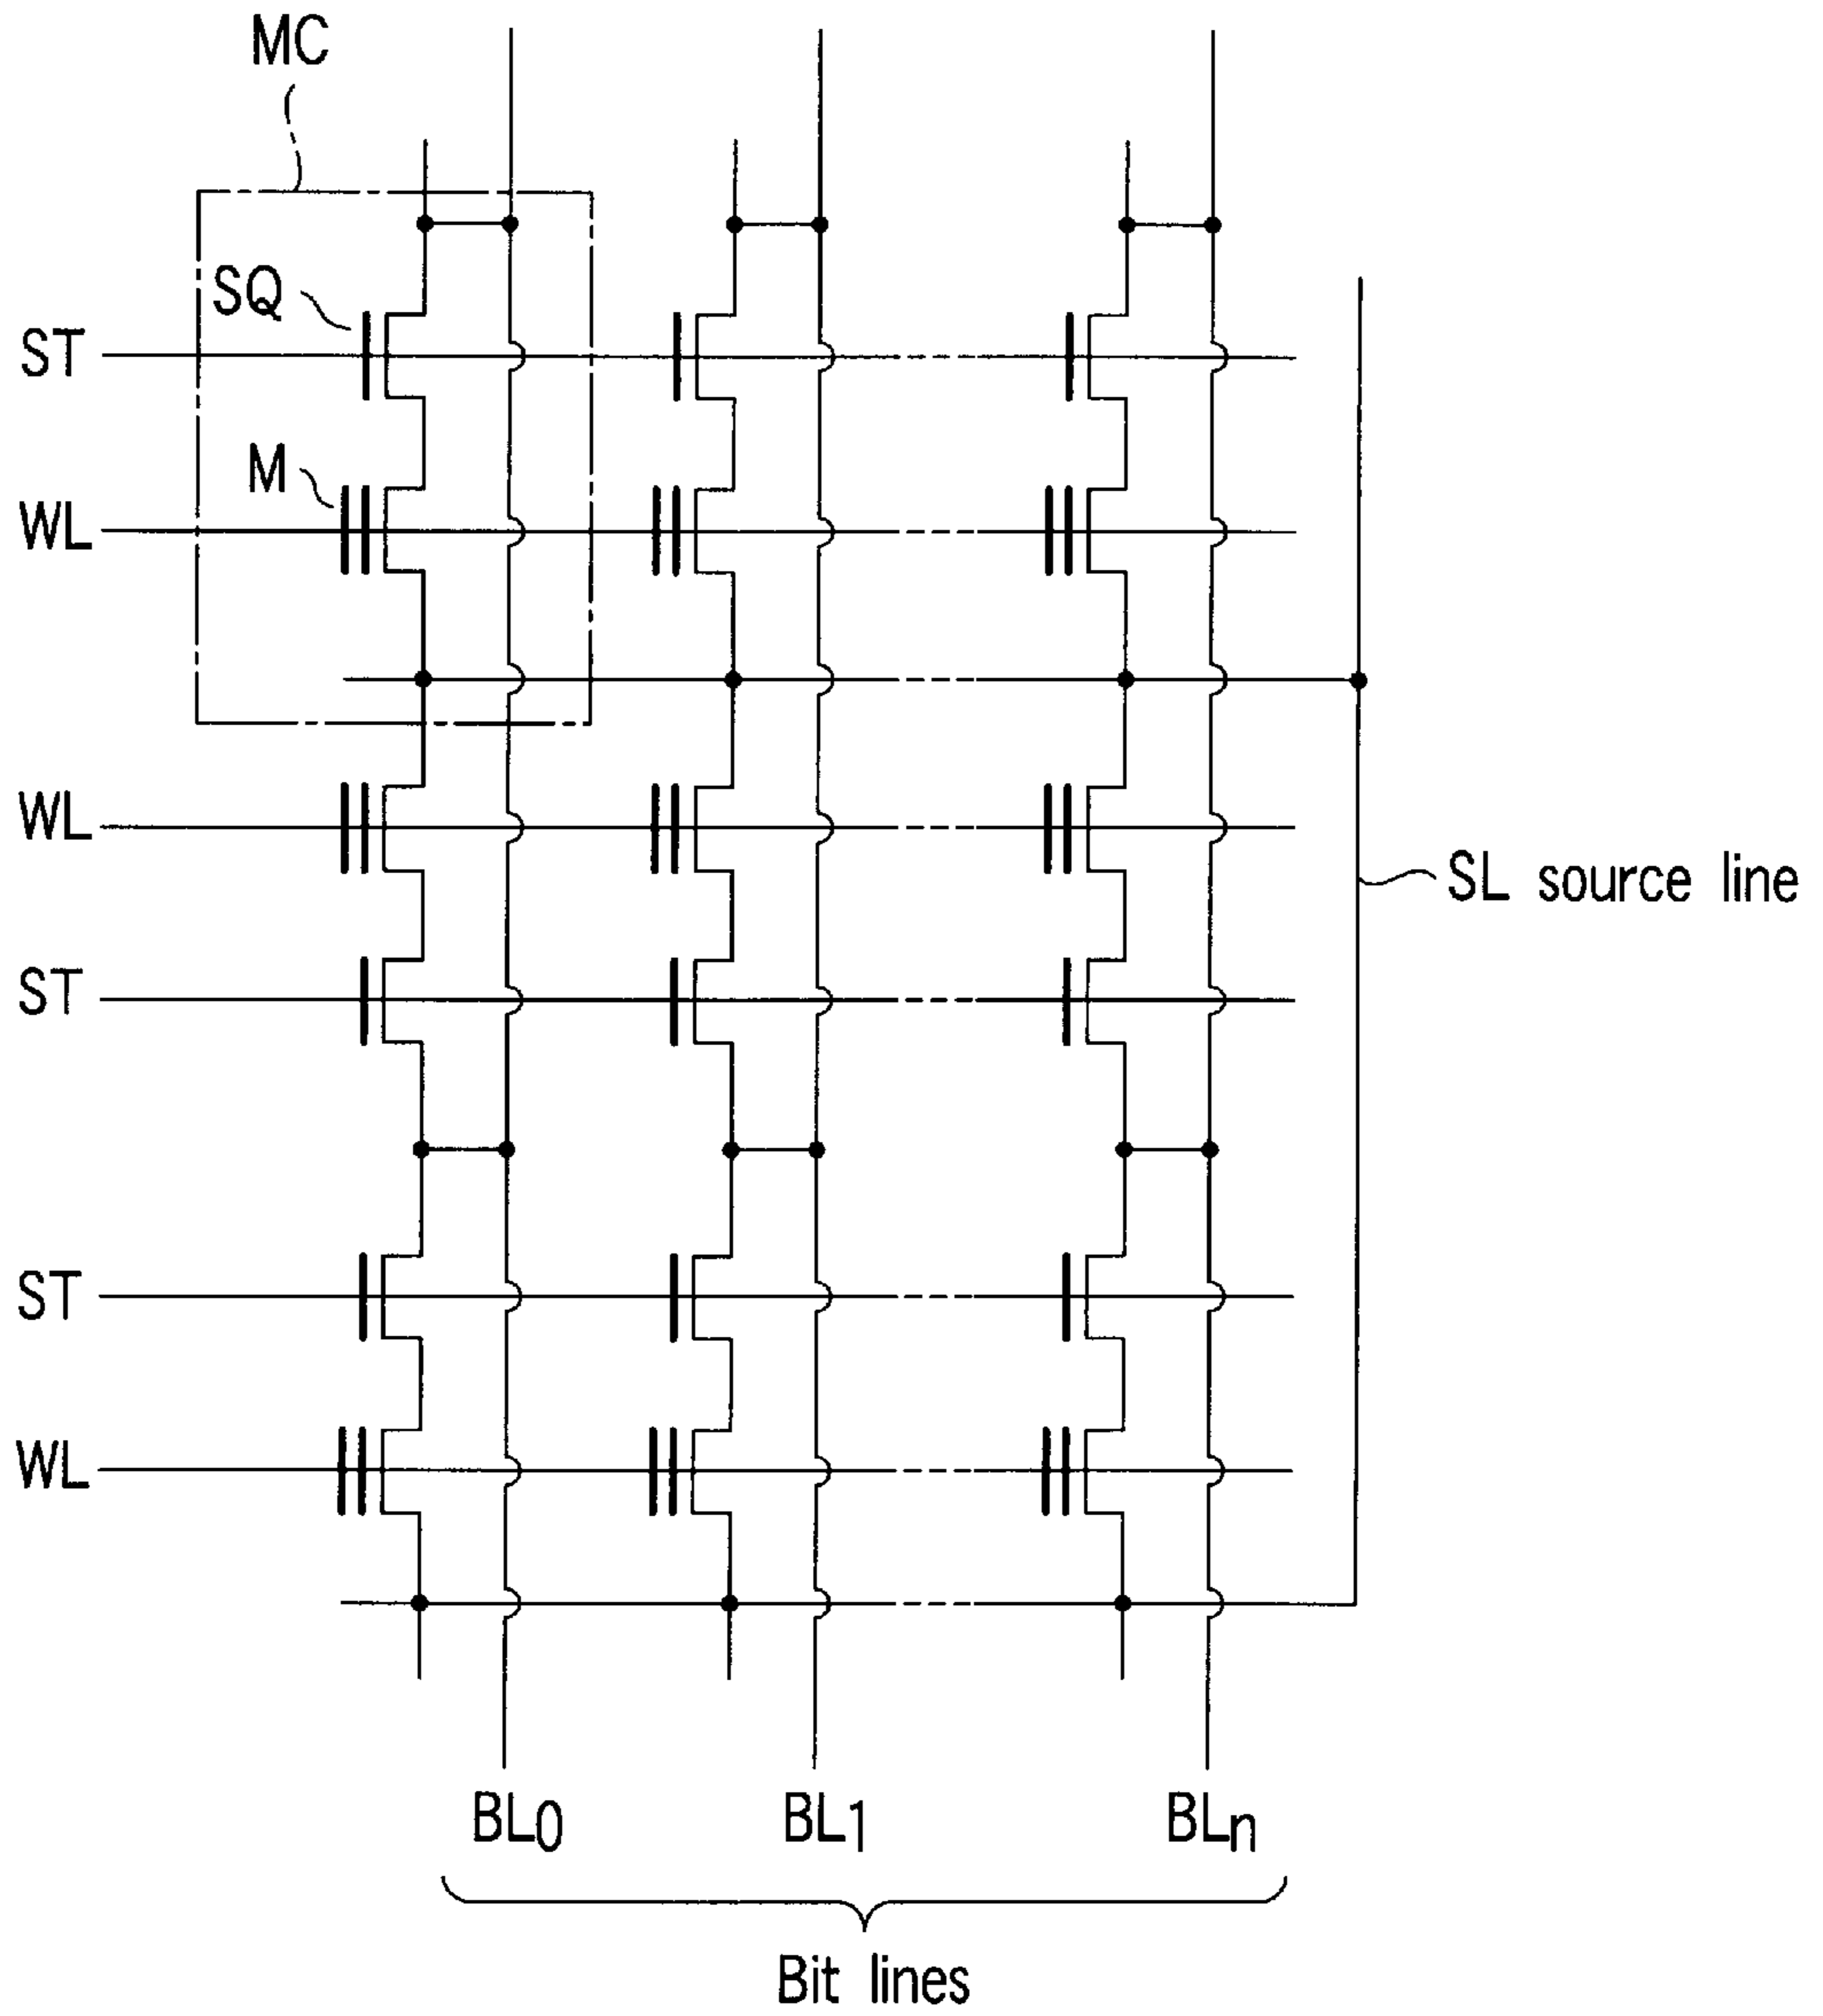 MC
SQ
ST
M
WL
WL
SL source line
ST
ST
WL
BL0 BL1 BLn
Bit lines